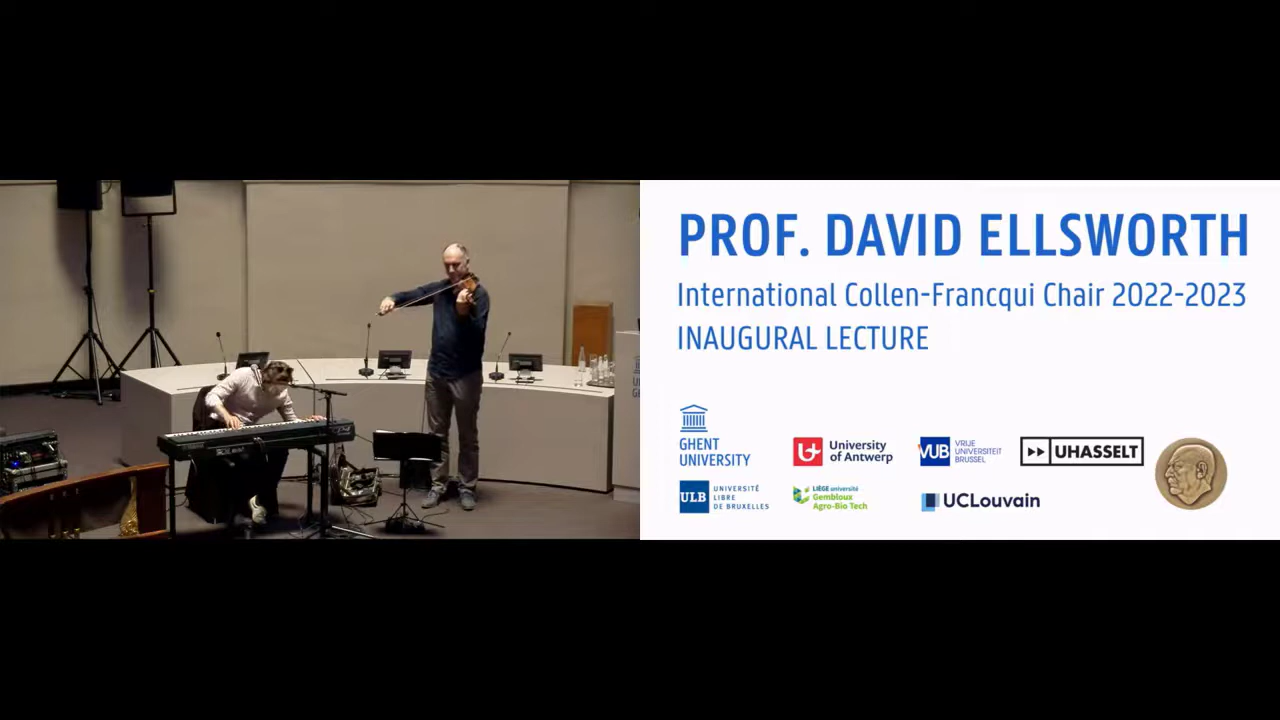 PROF. DAVID ELLSWORTH
International Collen-Francqui Chair 2022-2023
INAUGURAL LECTURE
GHENT
UNIVERSITY
University
of Antwerp
VUB
VRIJE
UNIVERSITEIT
BRUSSEL
UHASSELT
ULB
UNIVERSITÉ
LIBRE
DE BRUXELLES
LIÈGE université
Gembloux
Agro-Bio Tech
UCLouvain